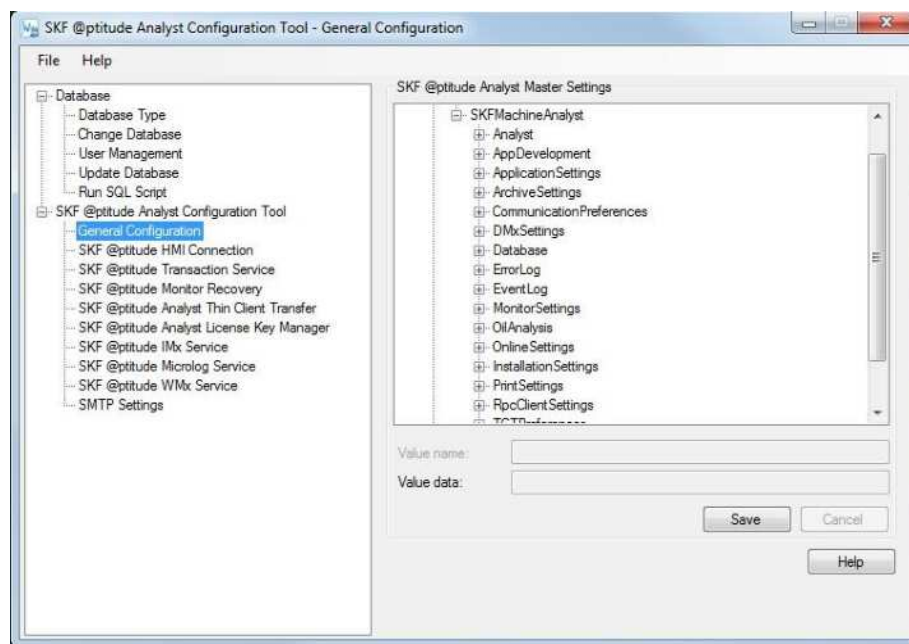 SKF @ptitude Analyst Configuration Tool - General Configuration
File Help
Database
Database Type
Change Database
User Management
Update Database
Run SQL Script
SKF @ptitude Analyst Configuration Tool
General Configuration
SKF @ptitude HMI Connection
SKF @ptitude Transaction Service
SKF @ptitude Monitor Recovery
SKF @ptitude Analyst Thin Client Transfer
SKF @ptitude Analyst License Key Manager
SKF @ptitude IMx Service
SKF @ptitude Microlog Service
SKF @ptitude WMx Service
SMTP Settings
SKF @ptitude Analyst Master Settings
SKFMachineAnalyst
Analyst
AppDevelopment
ApplicationSettings
ArchiveSettings
CommunicationPreferences
DMxSettings
Database
ErrorLog
EventLog
MonitorSettings
OilAnalysis
OnlineSettings
InstallationSettings
PrintSettings
RpcClientSettings
Value name:
Value data:
Save Cancel
Help